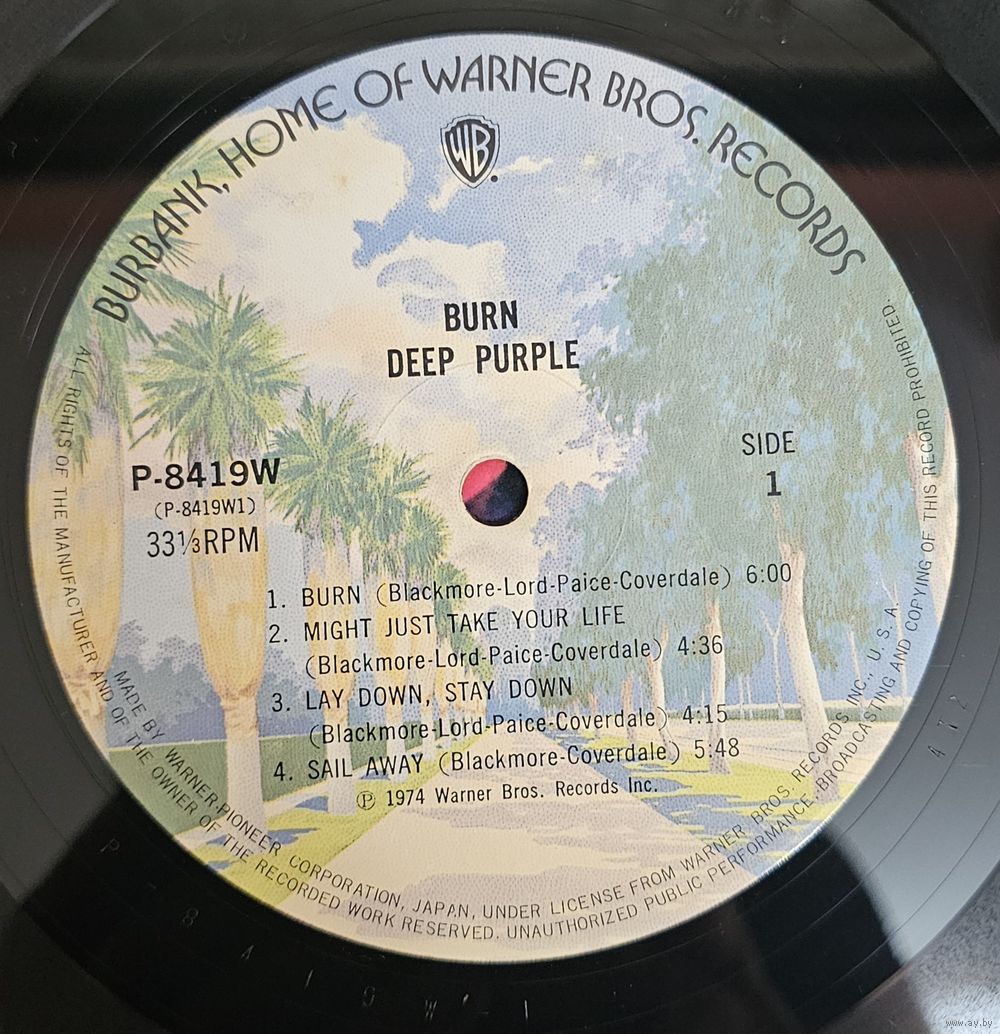 BURBANK, HOME OF WARNER BROS. RECORDS
WB
BURN
DEEP PURPLE
P-8419W
(P-8419W1)
33⅓RPM
SIDE
1
1. BURN (Blackmore-Lord-Paice-Coverdale) 6:00
2. MIGHT JUST TAKE YOUR LIFE
(Blackmore-Lord-Paice-Coverdale) 4:36
3. LAY DOWN, STAY DOWN
(Blackmore-Lord-Paice-Coverdale) 4:15
4. SAIL AWAY (Blackmore-Coverdale) 5:48
Ⓟ 1974 Warner Bros. Records Inc.
MADE BY WARNER-PIONEER CORPORATION, JAPAN, UNDER LICENSE FROM WARNER BROS. RECORDS INC., U. S. A.
ALL RIGHTS OF THE MANUFACTURER AND OF THE OWNER OF THE RECORDED WORK RESERVED. UNAUTHORIZED PUBLIC PERFORMANCE. BROADCASTING AND COPYING OF THIS RECORD PROHIBITED.
www.ay.by